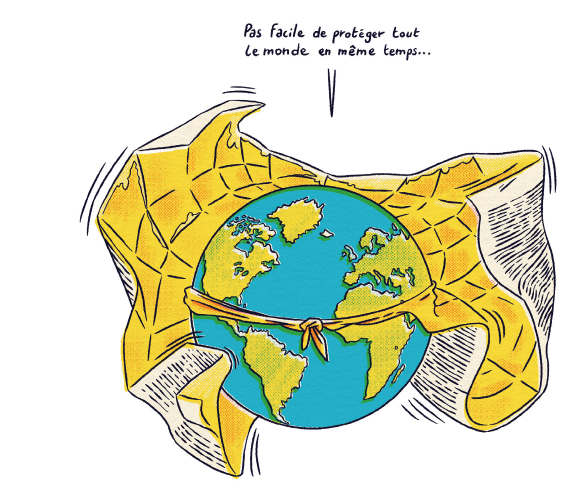 Pas facile de protéger tout
le monde en même temps...